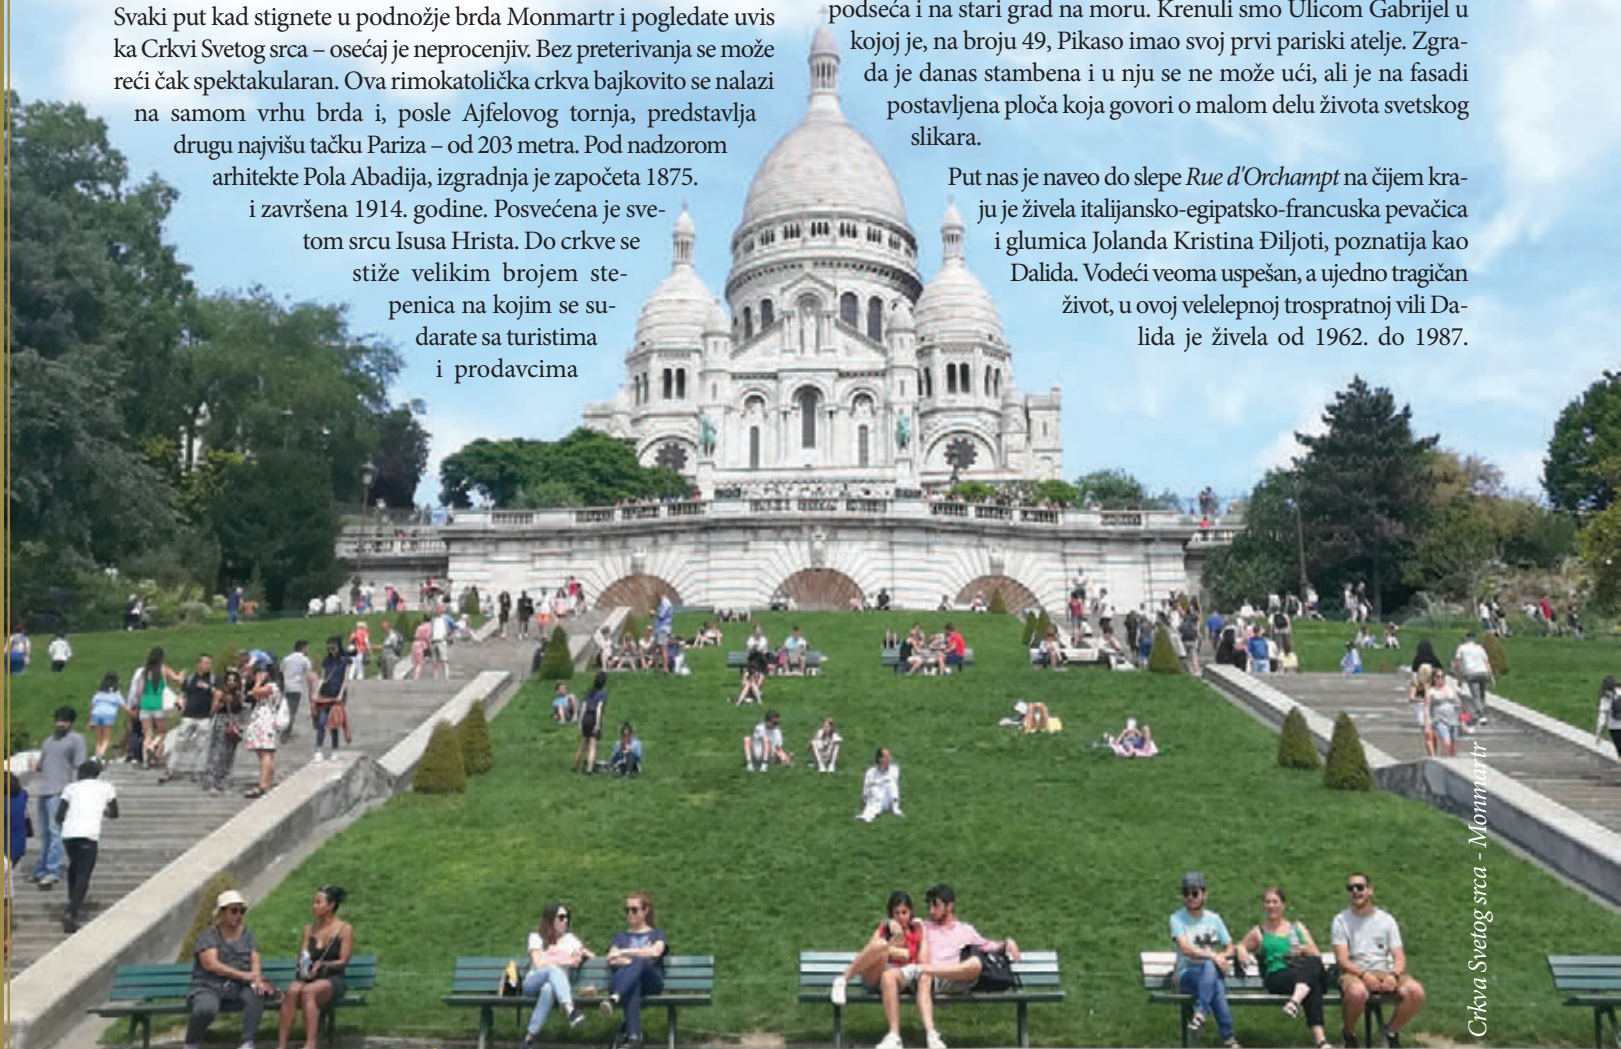 Svaki put kad stignete u podnožje brda Monmartr i pogledate uvis
ka Crkvi Svetog srca – osećaj je neprocenjiv. Bez preterivanja se može
reći čak spektakularan. Ova rimokatolička crkva bajkovito se nalazi
na samom vrhu brda i, posle Ajfelovog tornja, predstavlja
drugu najvišu tačku Pariza – od 203 metra. Pod nadzorom
arhitekte Pola Abadija, izgradnja je započeta 1875.
i završena 1914. godine. Posvećena je sve-
tom srcu Isusa Hrista. Do crkve se
stiže velikim brojem ste-
penica na kojim se su-
darate sa turistima
i prodavcima
podseća i na stari grad na moru. Krenuli smo Ulicom Gabrijel u
kojoj je, na broju 49, Pikaso imao svoj prvi pariski atelje. Zgra-
da je danas stambena i u nju se ne može ući, ali je na fasadi
postavljena ploča koja govori o malom delu života svetskog
slikara.
Put nas je naveo do slepe Rue d'Orchampt na čijem kra-
ju je živela italijansko-egipatsko-francuska pevačica
i glumica Jolanda Kristina Điljoti, poznatija kao
Dalida. Vodeći veoma uspešan, a ujedno tragičan
život, u ovoj velelepnoj trospratnoj vili Da-
lida je živela od 1962. do 1987.
Crkva Svetog srca - Monmartr